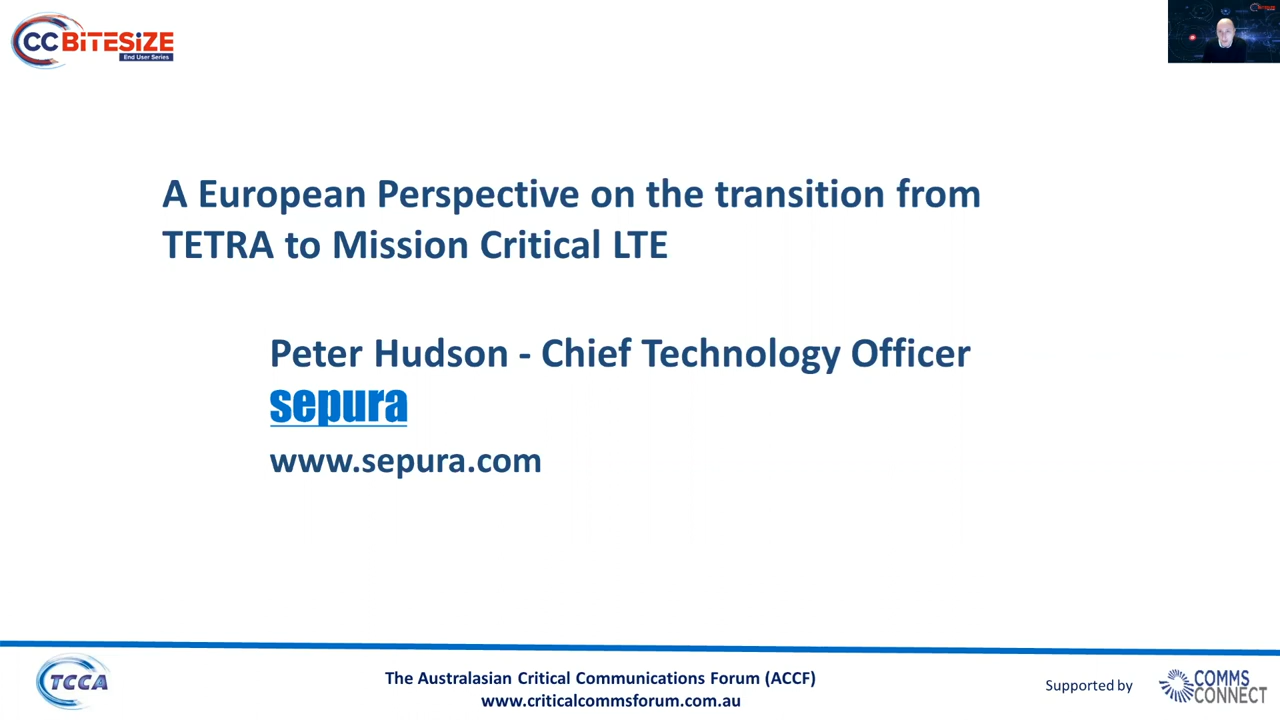 CC BiTESiZE
End User Series
A European Perspective on the transition from
TETRA to Mission Critical LTE
Peter Hudson - Chief Technology Officer
sepura
www.sepura.com
TCCA
The Australasian Critical Communications Forum (ACCF)
www.criticalcommsforum.com.au
Supported by
COMMS
CONNECT